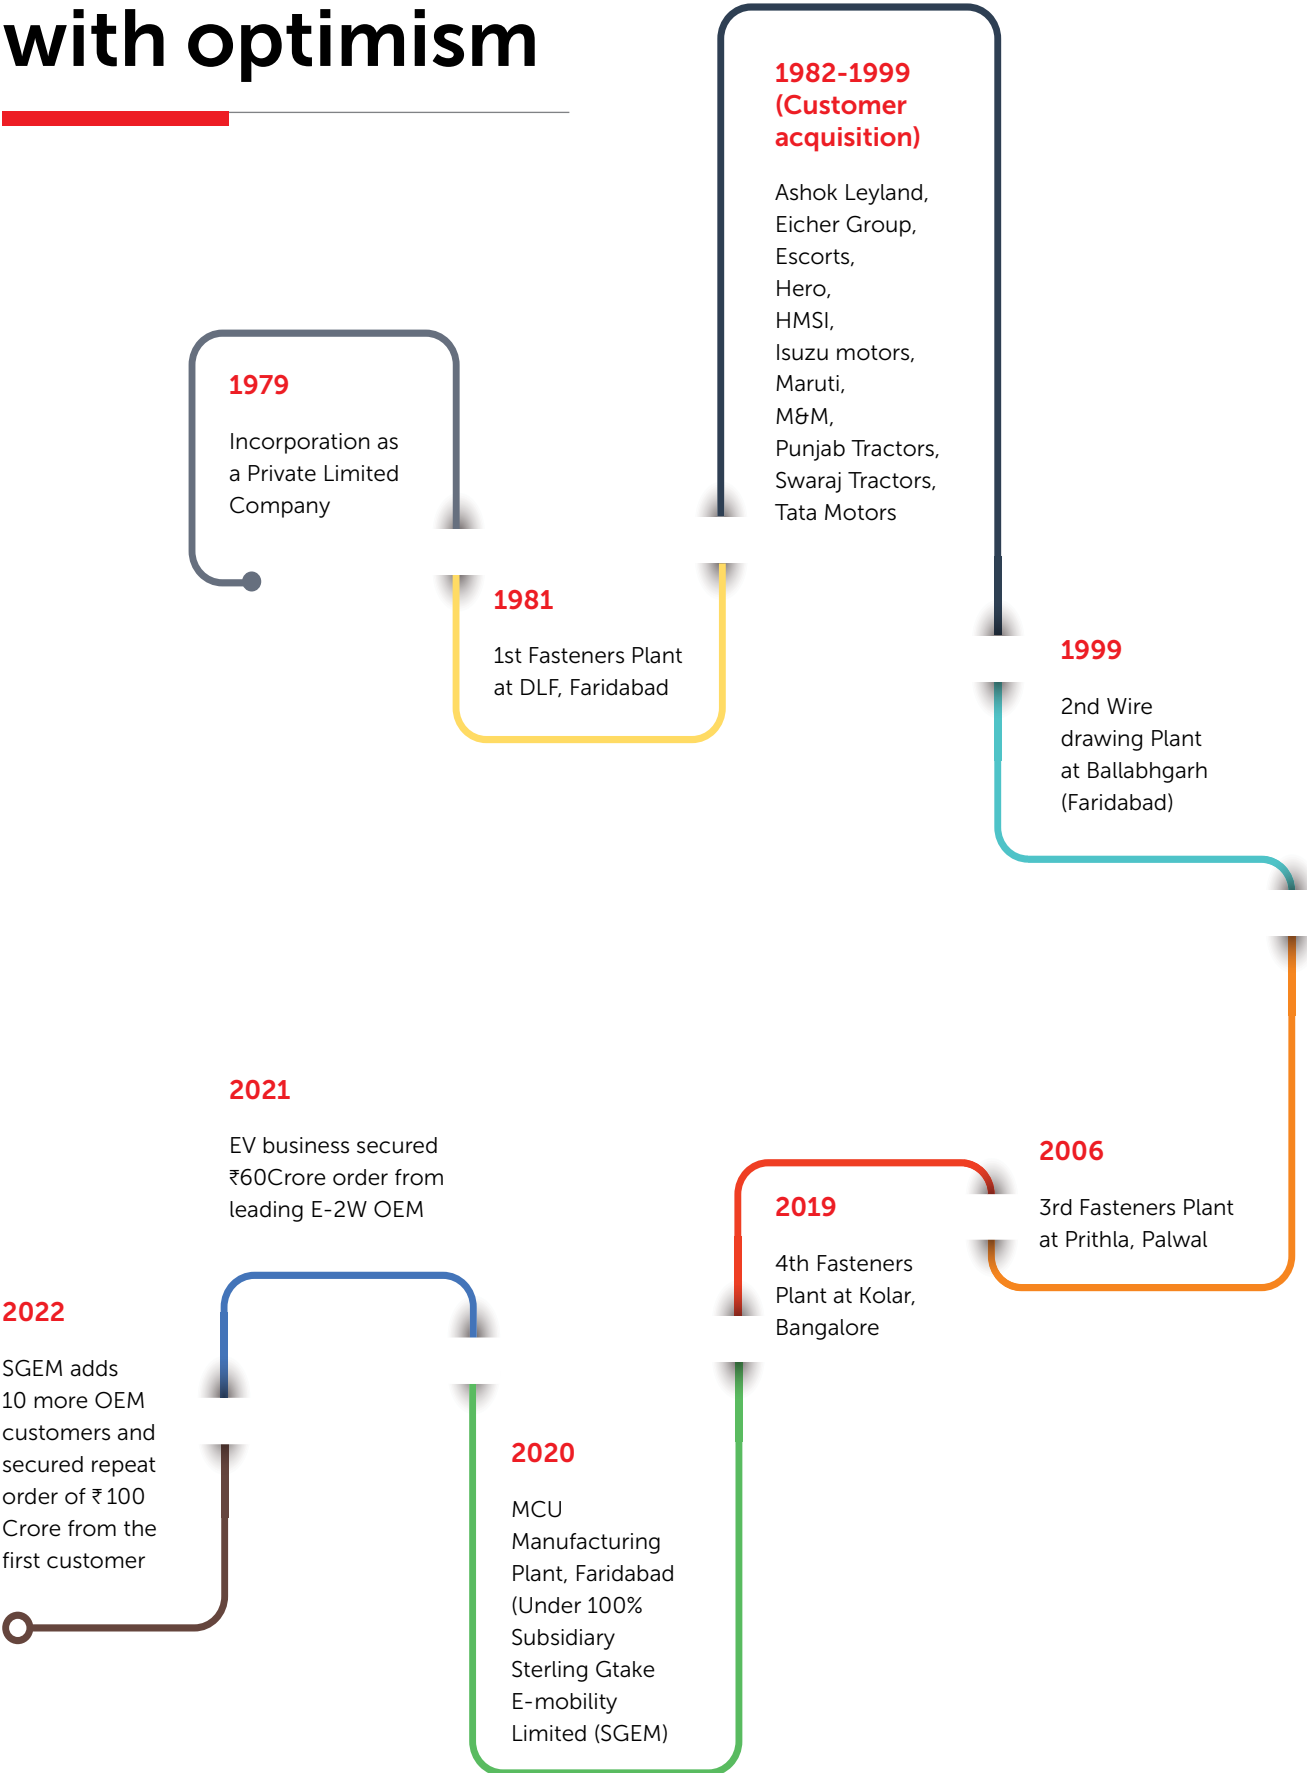 with optimism
1979
Incorporation as
a Private Limited
Company
1981
1st Fasteners Plant
at DLF, Faridabad
1982-1999
(Customer
acquisition)
Ashok Leyland,
Eicher Group,
Escorts,
Hero,
HMSI,
Isuzu motors,
Maruti,
M&M,
Punjab Tractors,
Swaraj Tractors,
Tata Motors
1999
2nd Wire
drawing Plant
at Ballabhgarh
(Faridabad)
2006
3rd Fasteners Plant
at Prithla, Palwal
2019
4th Fasteners
Plant at Kolar,
Bangalore
2020
MCU
Manufacturing
Plant, Faridabad
(Under 100%
Subsidiary
Sterling Gtake
E-mobility
Limited (SGEM)
2021
EV business secured
₹60Crore order from
leading E-2W OEM
2022
SGEM adds
10 more OEM
customers and
secured repeat
order of ₹ 100
Crore from the
first customer